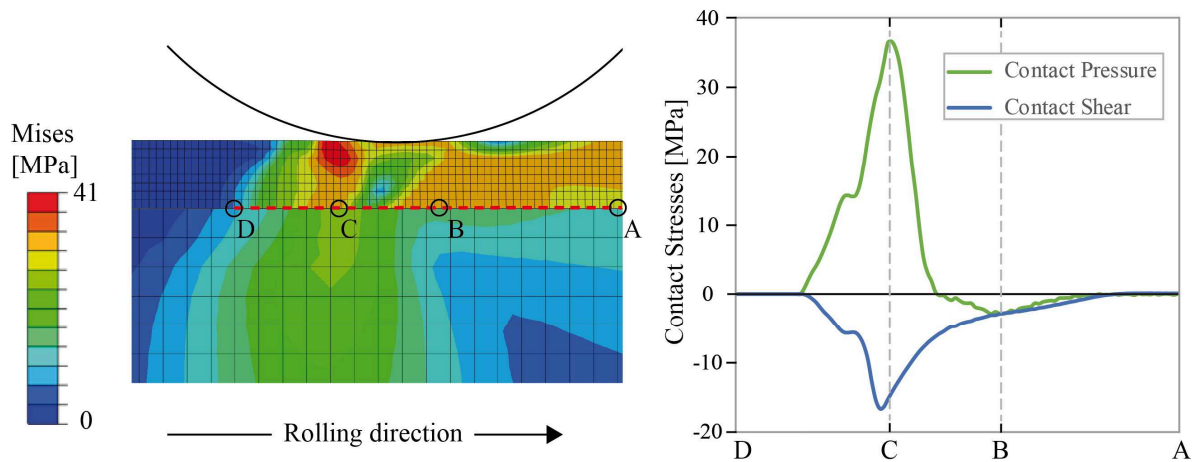 Mises
[MPa]
41
0
D
C
B
A
Rolling direction
Contact Stresses [MPa]
40
30
20
10
0
-10
-20
Contact Pressure
Contact Shear
D
C
B
A